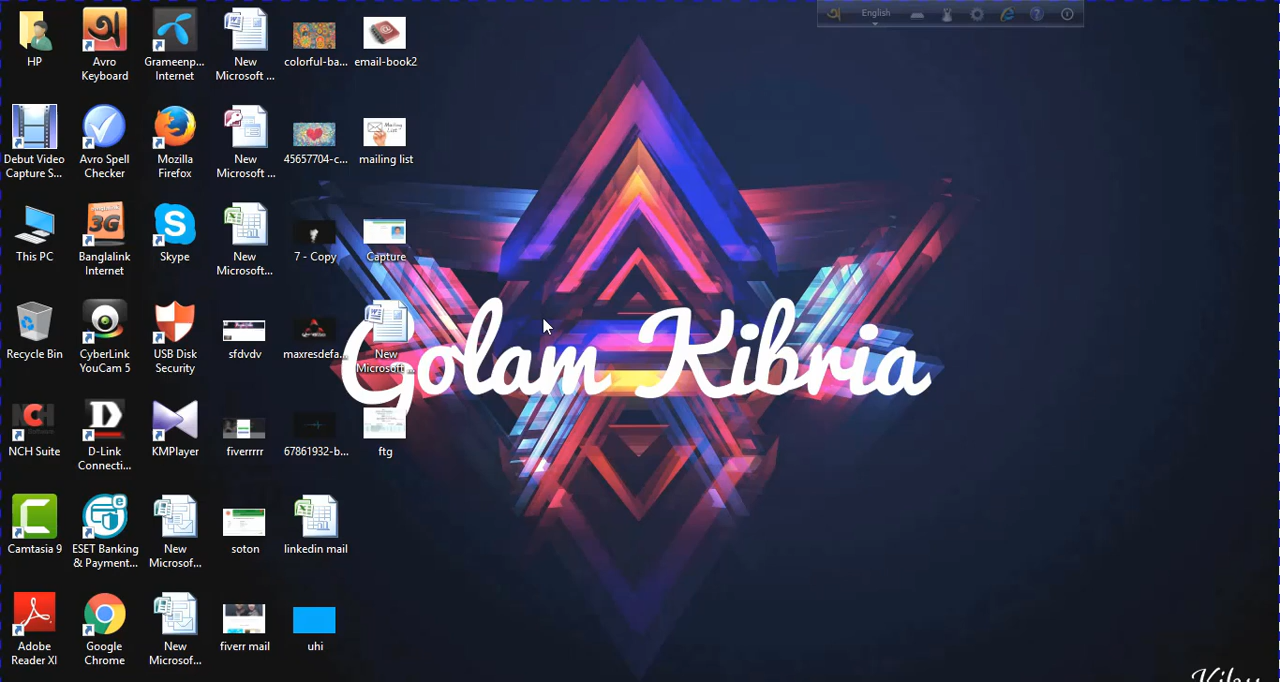 HP
Avro
Keyboard
Grameenp...
Internet
New
Microsoft ...
colorful-ba...
email-book2
English
Debut Video
Capture S...
Avro Spell
Checker
Mozilla
Firefox
New
Microsoft ...
45657704-c...
Mailing
List
mailing list
This PC
3G
Banglalink
Internet
Skype
New
Microsoft...
7 - Copy
Capture
Recycle Bin
CyberLink
YouCam 5
USB Disk
Security
sfdvdv
maxresdefa...
New
Microsoft ...
Golam Kibria
NCH
NCH Suite
D-Link
Connecti...
KMPlayer
fiverrrrr
67861932-b...
ftg
Camtasia 9
ESET Banking
& Payment...
New
Microsof...
soton
linkedin mail
Adobe
Reader XI
Google
Chrome
New
Microsof...
fiverr mail
uhi